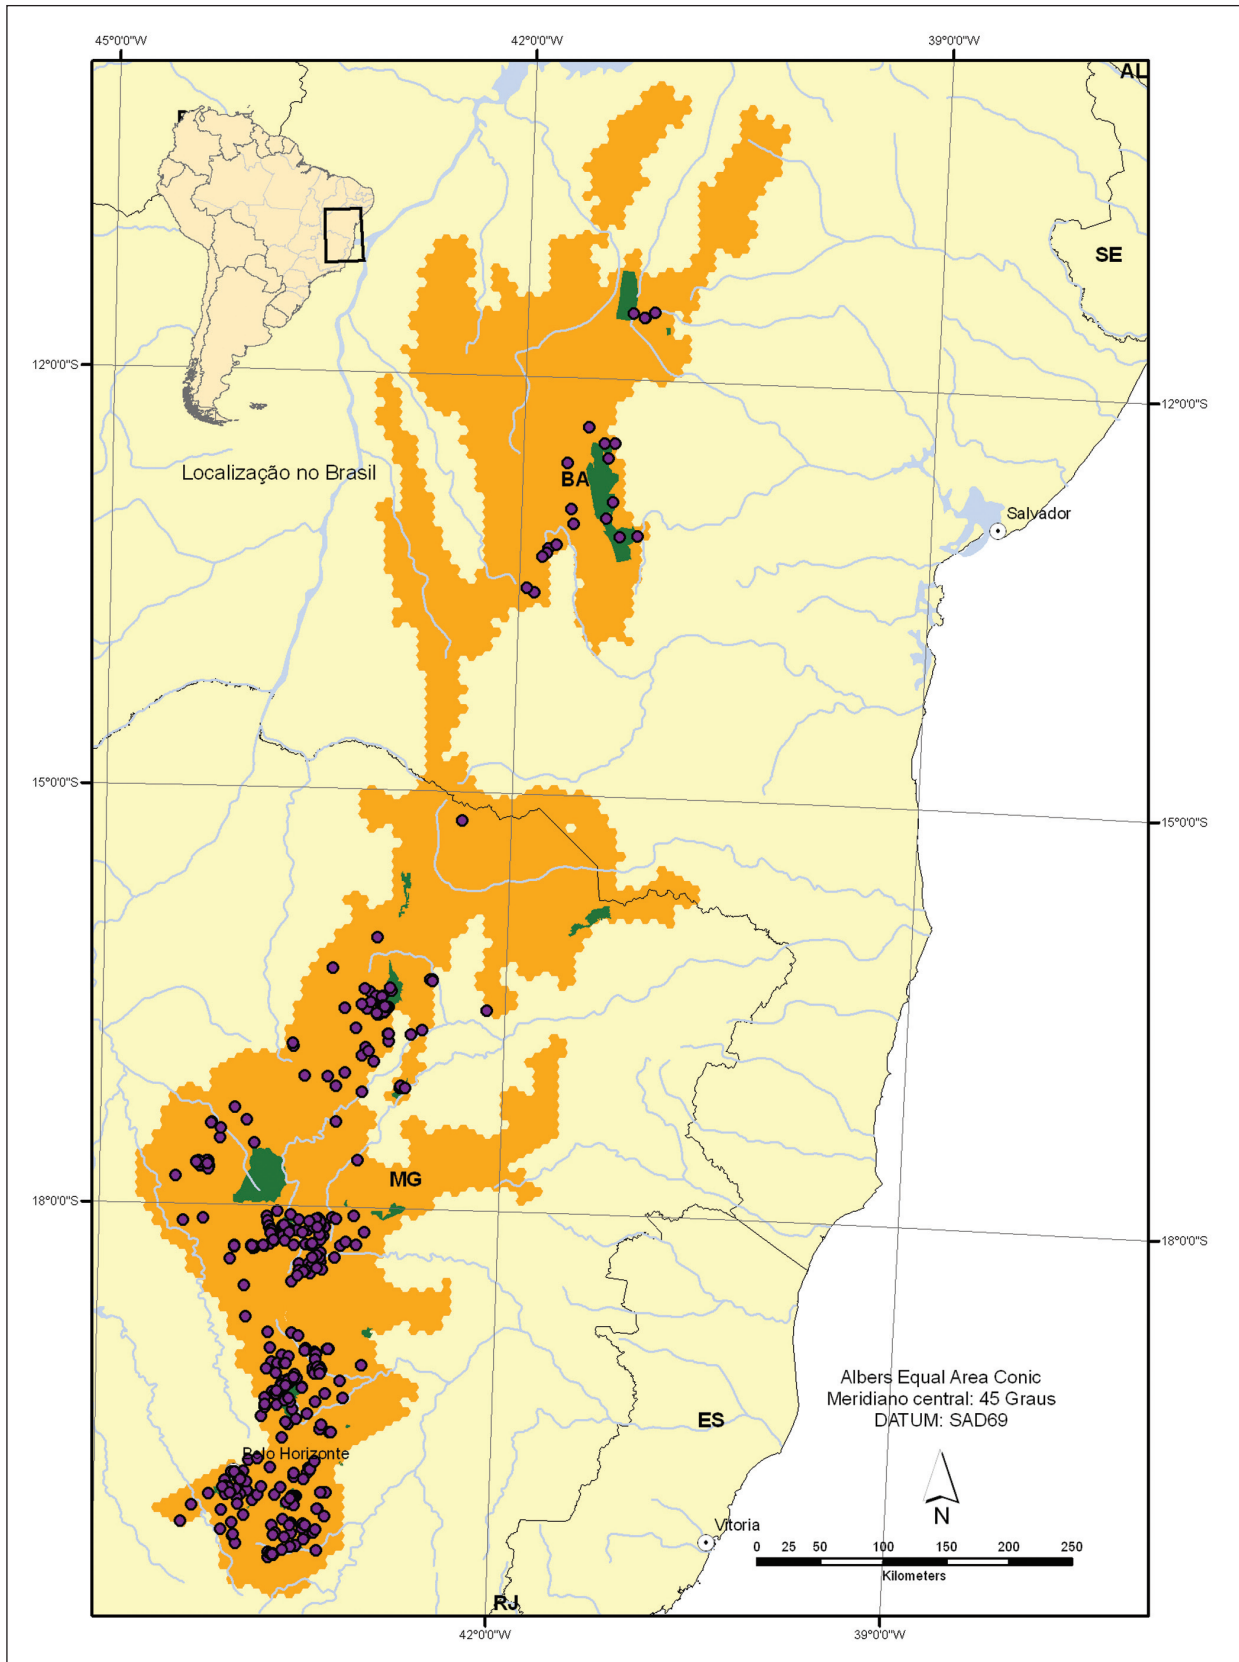 45°0'0"W
42°0'0"W
39°0'0"W
AL
SE
12°0'0"S
12°0'0"S
Localização no Brasil
BA
Salvador
15°0'0"S
15°0'0"S
MG
18°0'0"S
18°0'0"S
Albers Equal Area Conic
Meridiano central: 45 Graus
DATUM: SAD69
ES
Belo Horizonte
N
Vitoria
0 25 50 100 150 200 250
Kilometers
RJ
42°0'0"W
39°0'0"W